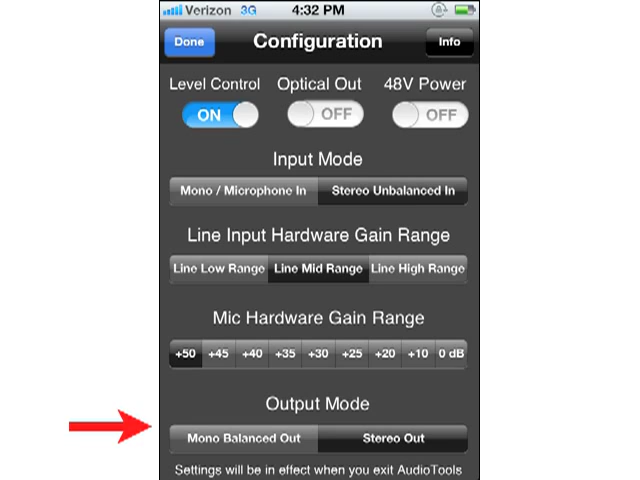 Verizon 3G 4:32 PM
Done Configuration Info
Level Control Optical Out 48V Power
ON OFF OFF
Input Mode
Mono / Microphone In Stereo Unbalanced In
Line Input Hardware Gain Range
Line Low Range Line Mid Range Line High Range
Mic Hardware Gain Range
+50 +45 +40 +35 +30 +25 +20 +10 0 dB
Output Mode
Mono Balanced Out Stereo Out
Settings will be in effect when you exit AudioTools